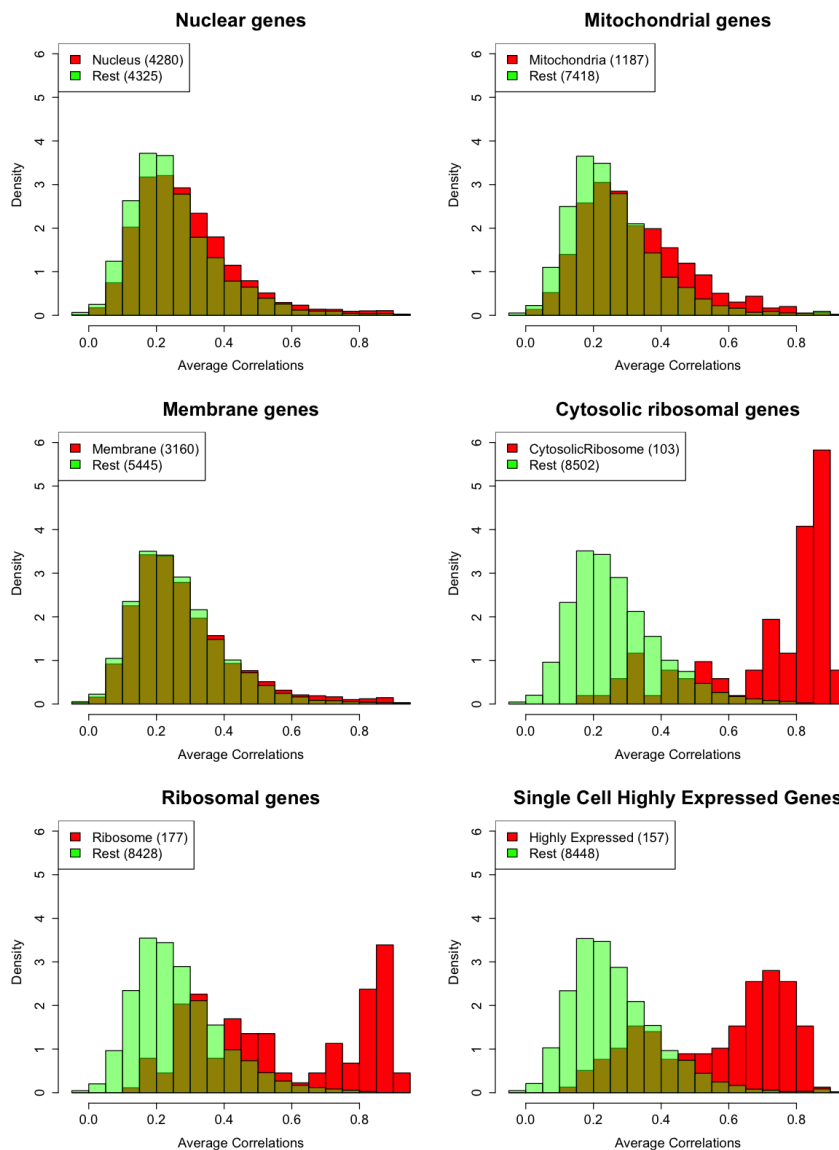 Nuclear genes
Nucleus (4280)
Rest (4325)
Density
0 1 2 3 4 5 6
0.0 0.2 0.4 0.6 0.8
Average Correlations
Mitochondrial genes
Mitochondria (1187)
Rest (7418)
Density
0 1 2 3 4 5 6
0.0 0.2 0.4 0.6 0.8
Average Correlations
Membrane genes
Membrane (3160)
Rest (5445)
Density
0 1 2 3 4 5 6
0.0 0.2 0.4 0.6 0.8
Average Correlations
Cytosolic ribosomal genes
CytosolicRibosome (103)
Rest (8502)
Density
0 1 2 3 4 5 6
0.0 0.2 0.4 0.6 0.8
Average Correlations
Ribosomal genes
Ribosome (177)
Rest (8428)
Density
0 1 2 3 4 5 6
0.0 0.2 0.4 0.6 0.8
Average Correlations
Single Cell Highly Expressed Genes
Highly Expressed (157)
Rest (8448)
Density
0 1 2 3 4 5 6
0.0 0.2 0.4 0.6 0.8
Average Correlations